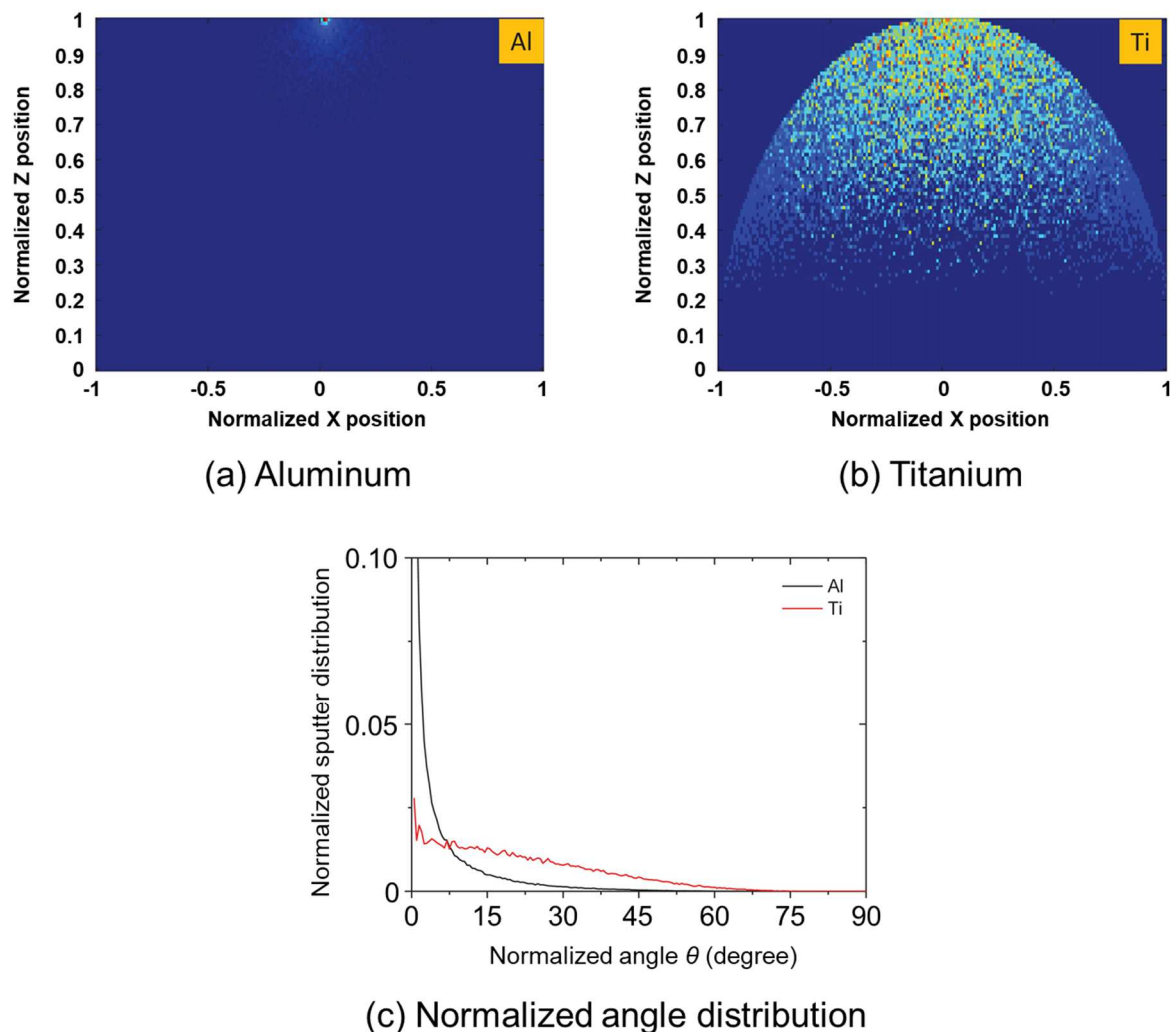 Al
Normalized Z position
1
0.9
0.8
0.7
0.6
0.5
0.4
0.3
0.2
0.1
0
-1 -0.5 0 0.5 1
Normalized X position
(a) Aluminum
Ti
Normalized Z position
1
0.9
0.8
0.7
0.6
0.5
0.4
0.3
0.2
0.1
0
-1 -0.5 0 0.5 1
Normalized X position
(b) Titanium
Normalized sputter distribution
0.10
0.05
0
Al
Ti
0 15 30 45 60 75 90
Normalized angle θ (degree)
(c) Normalized angle distribution